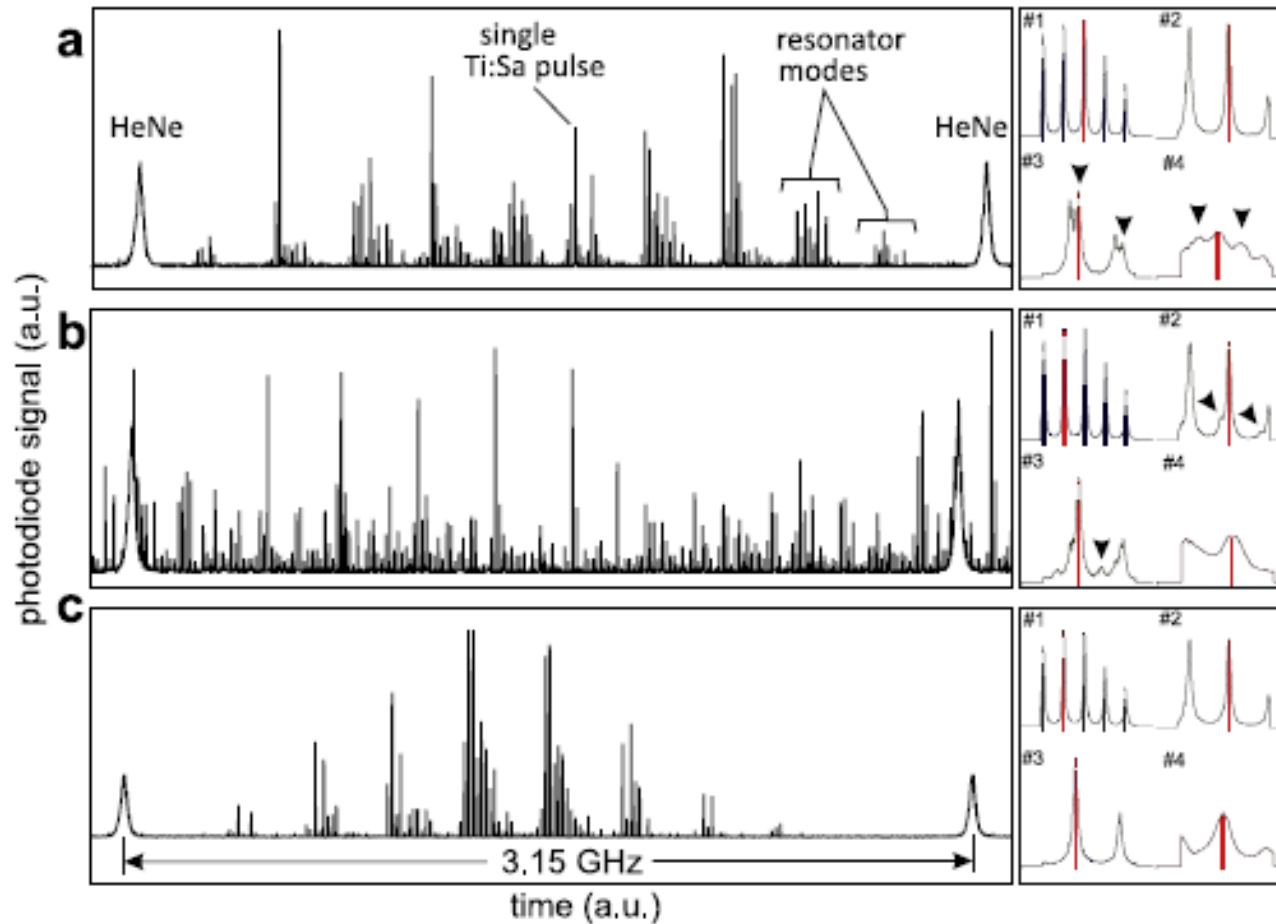 a
single
Ti:Sa pulse
resonator
modes
HeNe
HeNe
#1
#2
#3
#4
b
#1
#2
#3
#4
c
3.15 GHz
#1
#2
#3
#4
photodiode signal (a.u.)
time (a.u.)